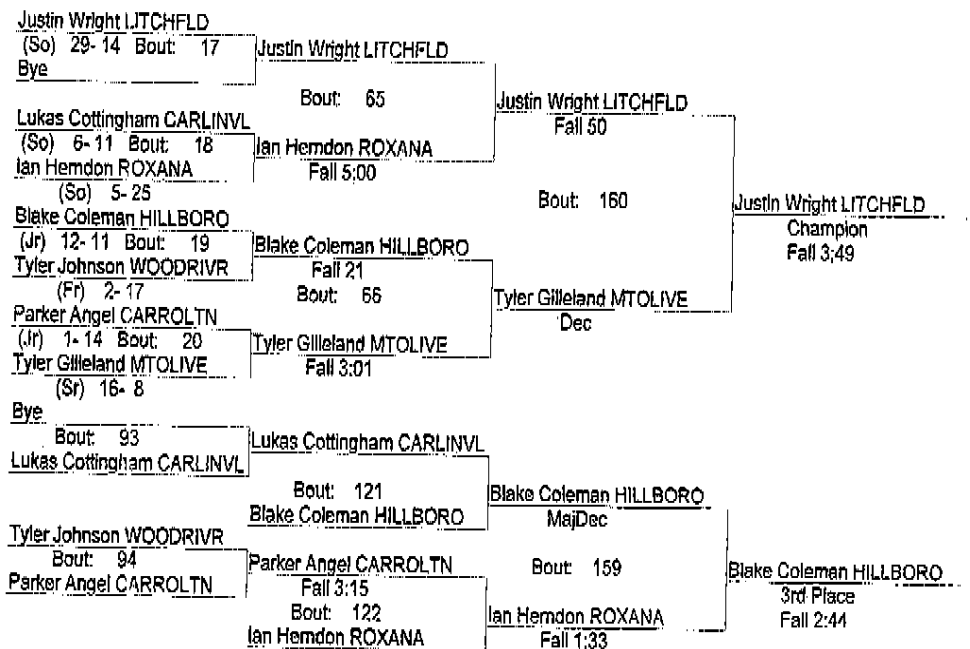 Justin Wright LITCHFLD
(So) 29- 14 Bout: 17
Bye
Justin Wright LITCHFLD
Bout: 65
Lukas Cottingham CARLINVL
(So) 6- 11 Bout: 18
Ian Herndon ROXANA
(So) 5- 25
Ian Herndon ROXANA
Fall 5:00
Justin Wright LITCHFLD
Fall 50
Bout: 160
Blake Coleman HILLBORO
(Jr) 12- 11 Bout: 19
Tyler Johnson WOODRIVR
(Fr) 2- 17
Blake Coleman HILLBORO
Fall 21
Bout: 66
Parker Angel CARROLTN
(Jr) 1- 14 Bout: 20
Tyler Gilleland MTOLIVE
(Sr) 16- 8
Tyler Gilleland MTOLIVE
Fall 3:01
Tyler Gilleland MTOLIVE
Dec
Justin Wright LITCHFLD
Champion
Fall 3:49
Bye
Bout: 93
Lukas Cottingham CARLINVL
Lukas Cottingham CARLINVL
Bout: 121
Blake Coleman HILLBORO
Blake Coleman HILLBORO
MajDec
Bout: 159
Tyler Johnson WOODRIVR
Bout: 94
Parker Angel CARROLTN
Parker Angel CARROLTN
Fall 3:15
Bout: 122
Ian Herndon ROXANA
Ian Herndon ROXANA
Fall 1:33
Blake Coleman HILLBORO
3rd Place
Fall 2:44